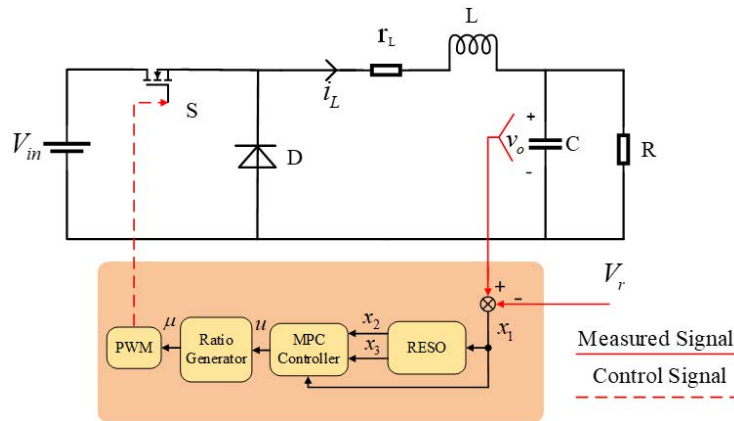 L
r_L
i_L
S
+
V_in
D
v_o
C
R
-
V_r
+
-
μ
u
x_2
x_1
x_3
PWM
Ratio
Generator
MPC
Controller
RESO
Measured Signal
Control Signal